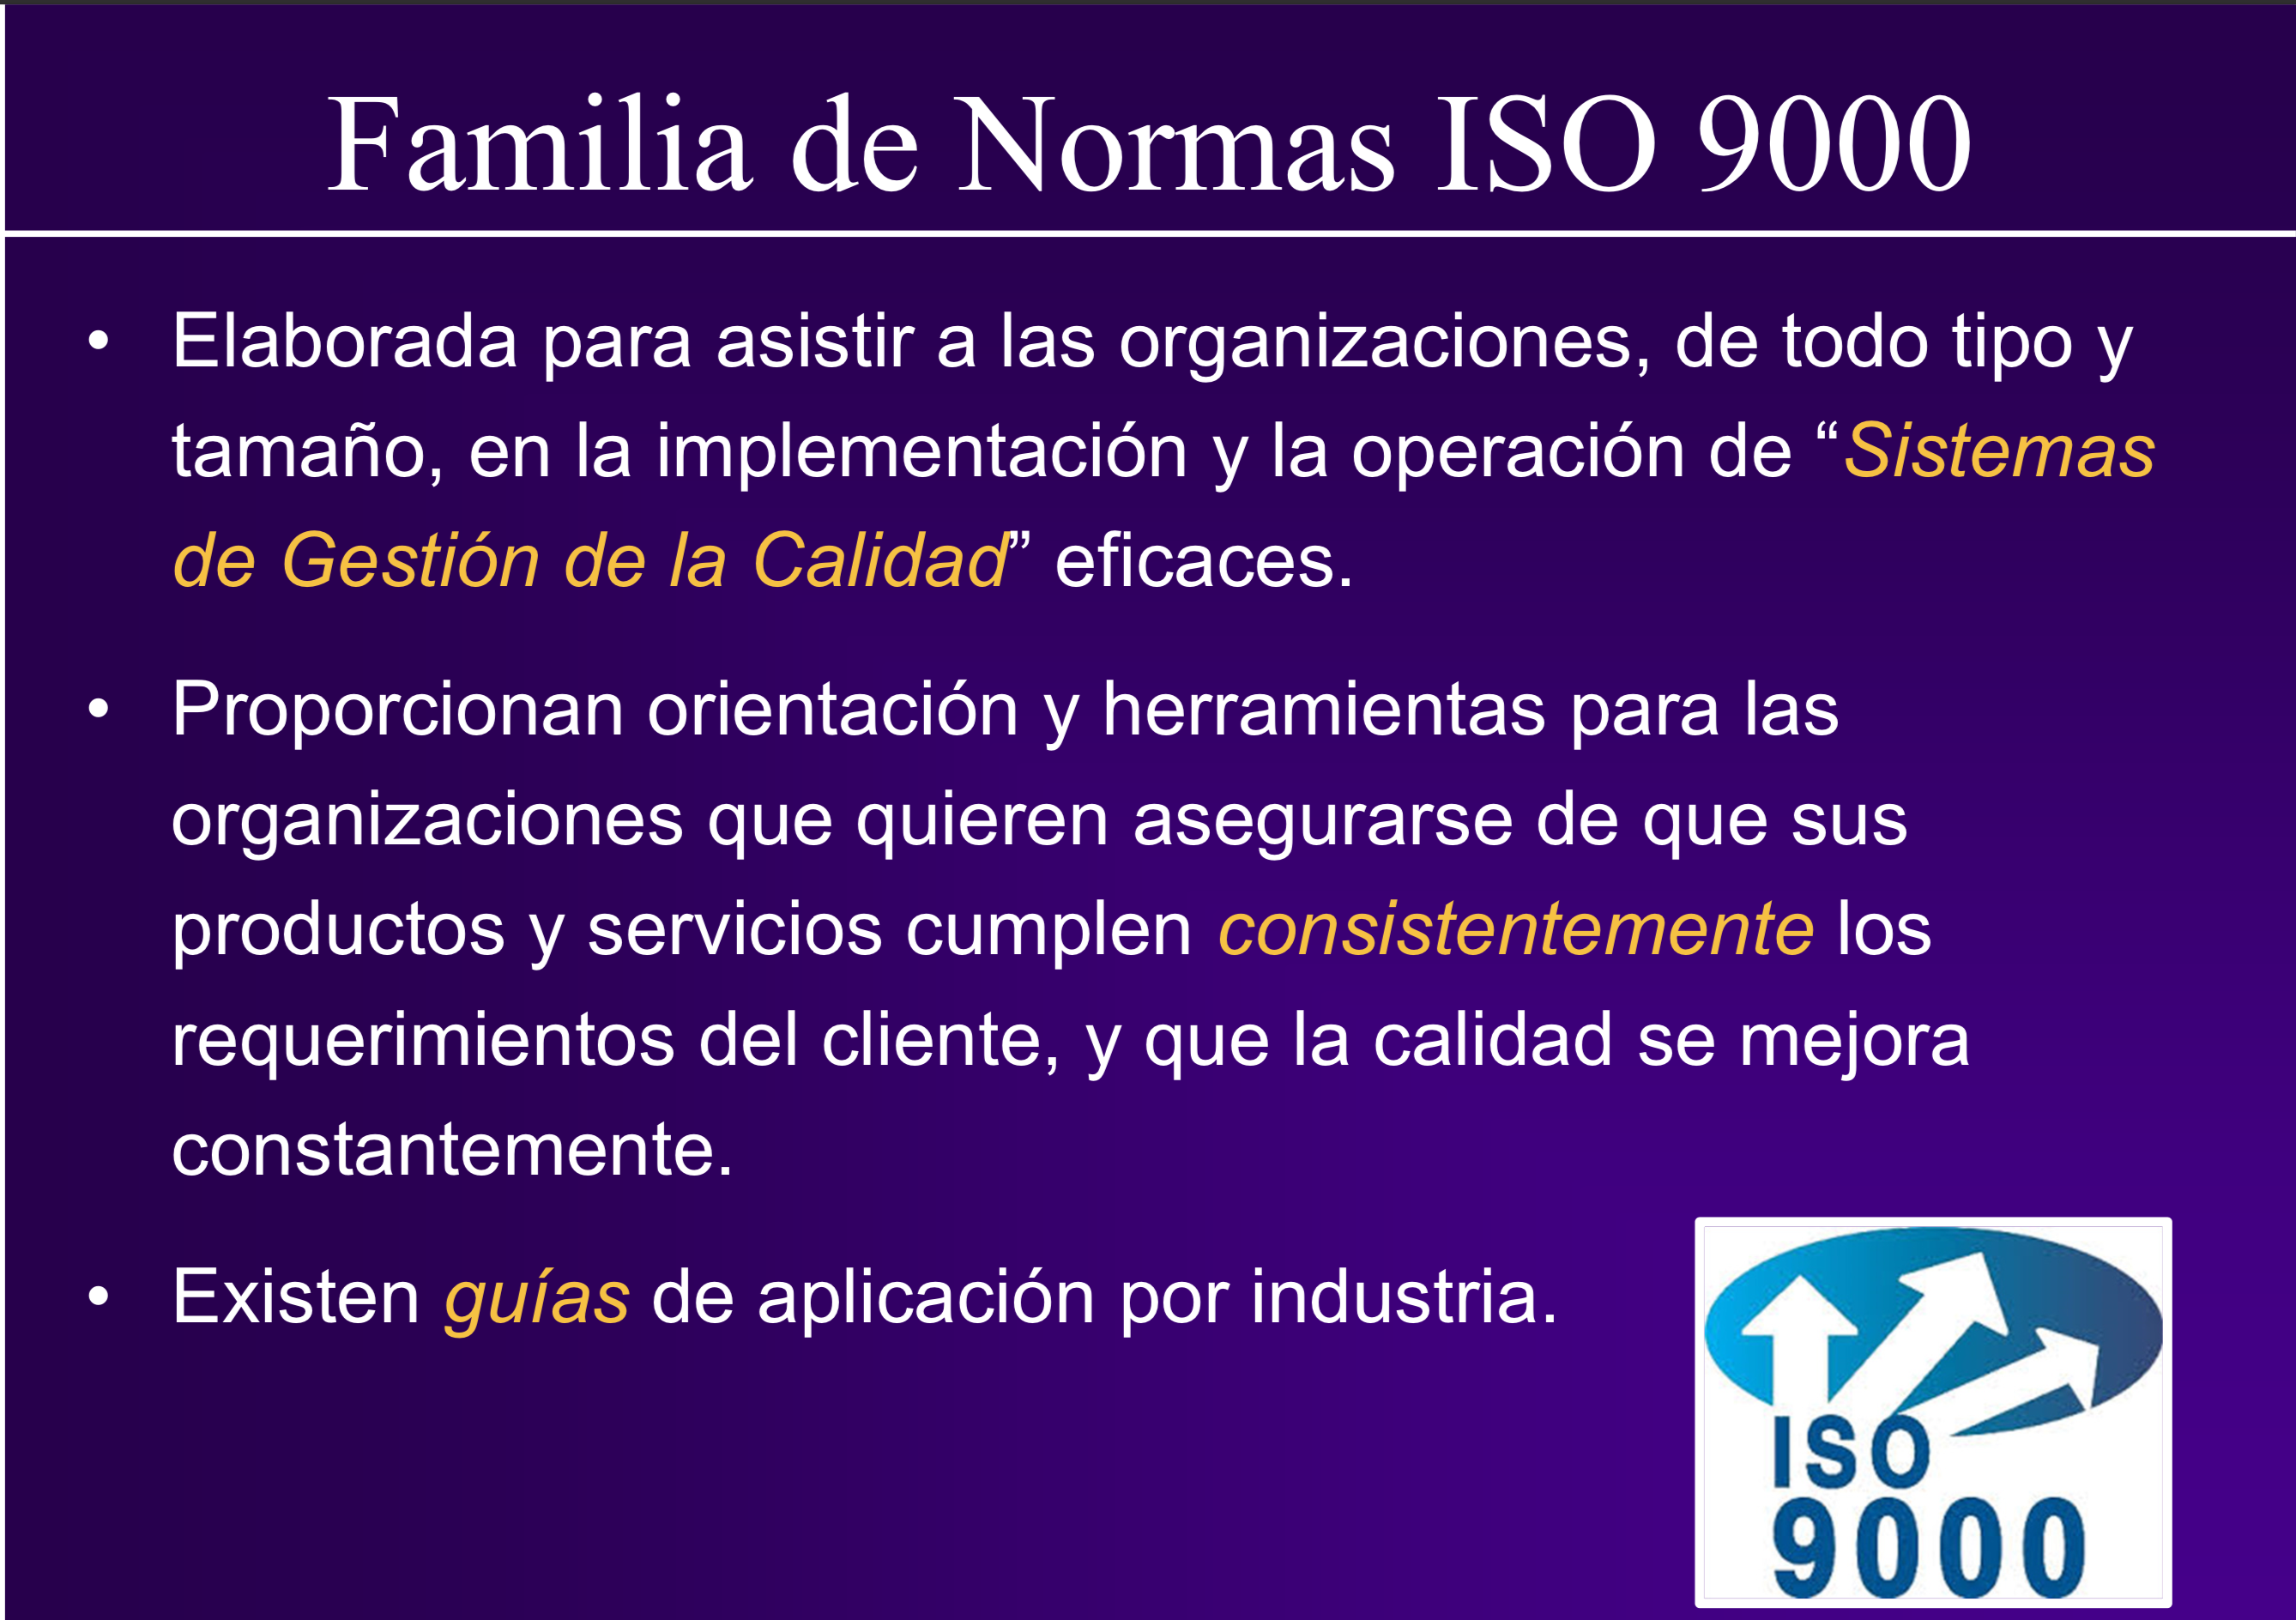 Familia de Normas ISO 9000
• Elaborada para asistir a las organizaciones, de todo tipo y
tamaño, en la implementación y la operación de “Sistemas
de Gestión de la Calidad” eficaces.
• Proporcionan orientación y herramientas para las
organizaciones que quieren asegurarse de que sus
productos y servicios cumplen consistentemente los
requerimientos del cliente, y que la calidad se mejora
constantemente.
• Existen guías de aplicación por industria.
ISO
9000